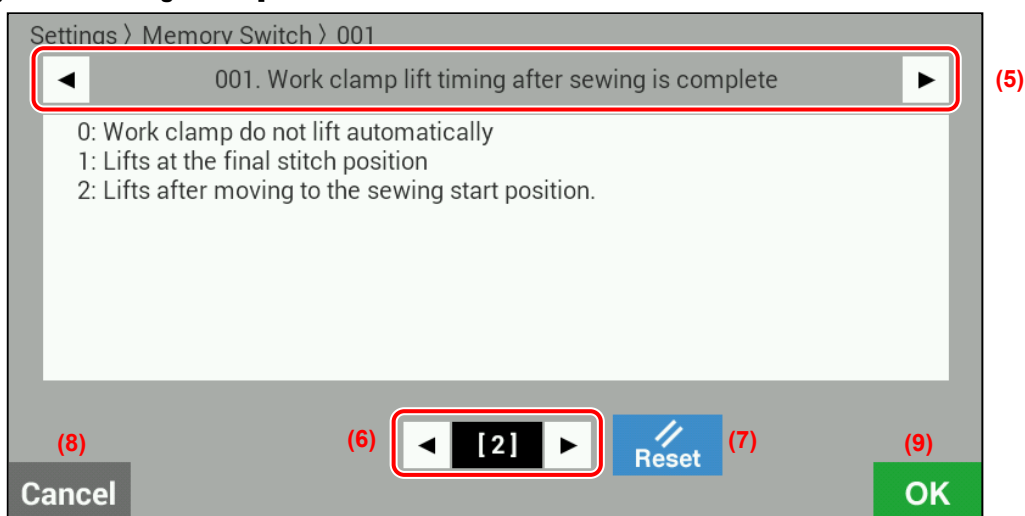 Settings 〉 Memory Switch 〉 001
◄ 001. Work clamp lift timing after sewing is complete ► (5)
0: Work clamp do not lift automatically
1: Lifts at the final stitch position
2: Lifts after moving to the sewing start position.
(8) (6) ◄ [ 2 ] ► Reset (7) (9)
Cancel OK